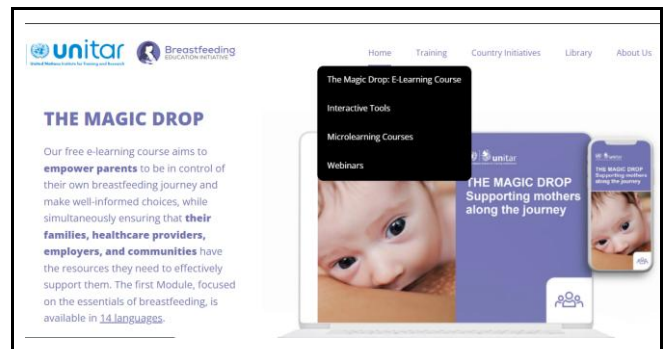 unitar
United Nations Institute for Training and Research
Breastfeeding
EDUCATION INITIATIVE
Home Training Country Initiatives Library About Us
The Magic Drop: E-Learning Course
Interactive Tools
Microlearning Courses
Webinars
THE MAGIC DROP
Our free e-learning course aims to
empower parents to be in control of
their own breastfeeding journey and
make well-informed choices, while
simultaneously ensuring that their
families, healthcare providers,
employers, and communities have
the resources they need to effectively
support them. The first Module, focused
on the essentials of breastfeeding, is
available in 14 languages.
unitar
THE MAGIC DROP
Supporting mothers
along the journey
unitar
THE MAGIC DROP
Supporting mothers
along the journey